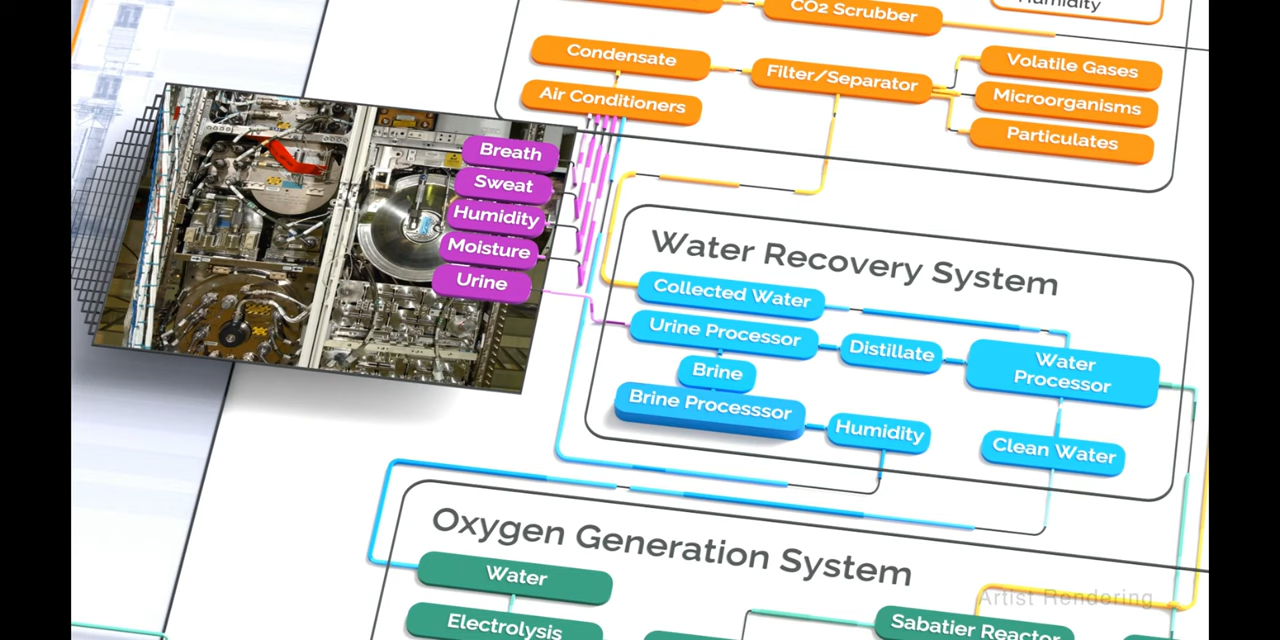 CO2 Scrubber
Humidity
Condensate
Filter/Separator
Volatile Gases
Air Conditioners
Microorganisms
Particulates
Breath
Sweat
Humidity
Moisture
Urine
Water Recovery System
Collected Water
Urine Processor
Distillate
Water
Processor
Brine
Brine Processsor
Humidity
Clean Water
Oxygen Generation System
Water
Electrolysis
Sabatier Reactor
Artist Rendering